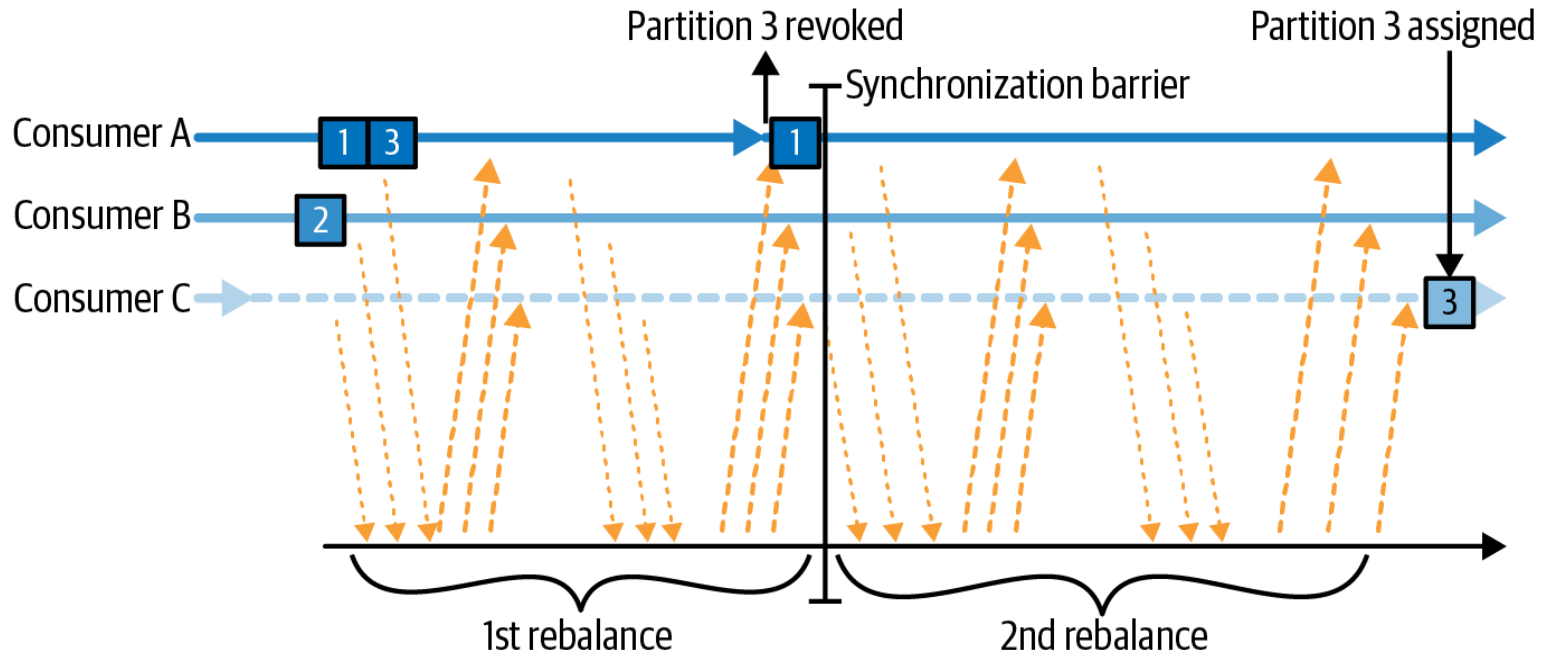 Partition 3 revoked
Partition 3 assigned
Synchronization barrier
Consumer A
1
3
1
Consumer B
2
Consumer C
3
1st rebalance
2nd rebalance